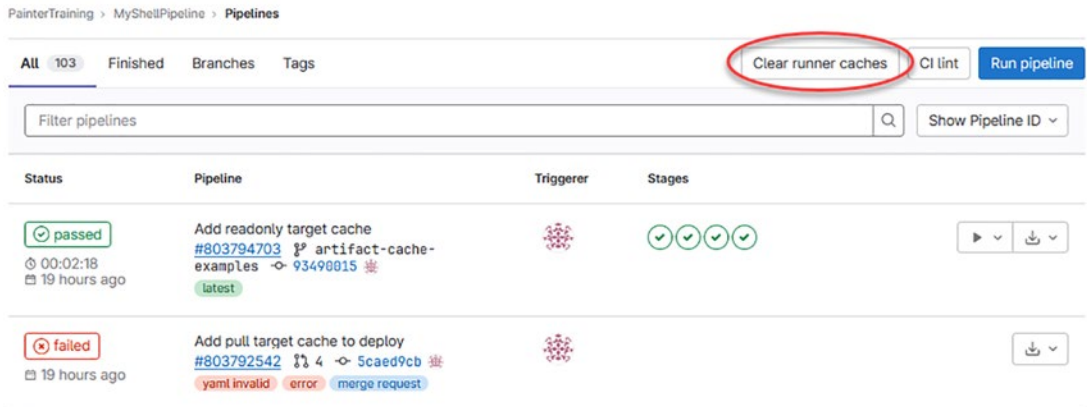 PainterTraining > MyShellPipeline > Pipelines
All 103 Finished Branches Tags Clear runner caches CI lint Run pipeline
Filter pipelines Show Pipeline ID
Status Pipeline Triggerer Stages
passed Add readonly target cache
#803794703 artifact-cache-
00:02:18 examples 93490015
19 hours ago
latest
failed Add pull target cache to deploy
#803792542 4 5caed9cb
19 hours ago
yaml invalid error merge request